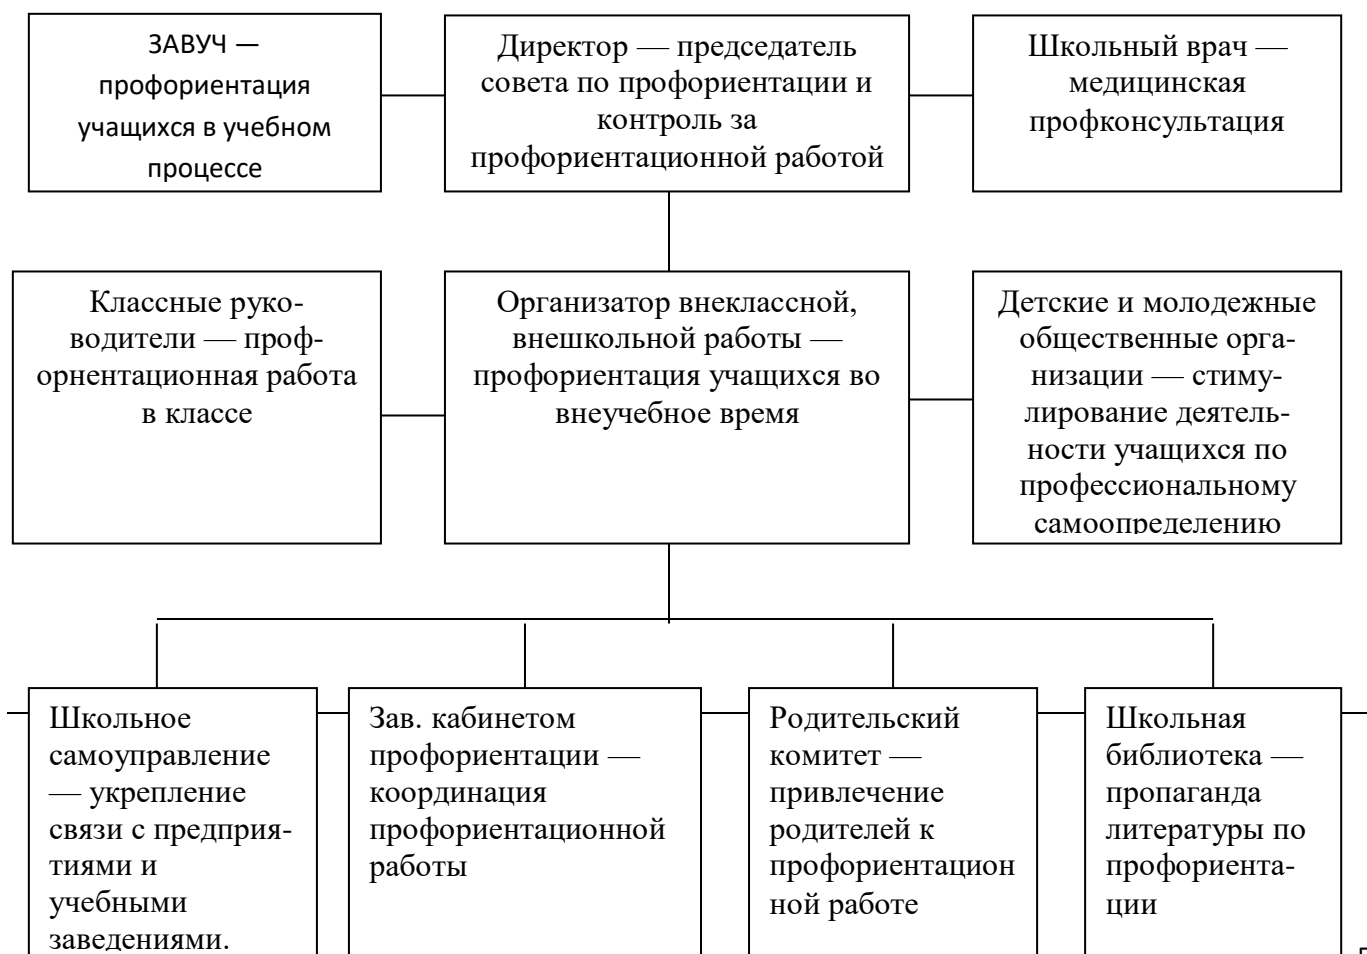 ЗАВУЧ —
профориентация
учащихся в учебном
процессе
Директор — председатель
совета по профориентации и
контроль за
профориентационной работой
Школьный врач —
медицинская
профконсультация
Классные руко-
водители — проф-
орнентационная работа
в классе
Организатор внеклассной,
внешкольной работы —
профориентация учащихся во
внеучебное время
Детские и молодежные
общественные орга-
низации — стиму-
лирование деятель-
ности учащихся по
профессиональному
самоопределению
Школьное
самоуправление
— укрепление
связи с предприя-
тиями и
учебными
заведениями.
Зав. кабинетом
профориентации —
координация
профориентационной
работы
Родительский
комитет —
привлечение
родителей к
профориентацион
ной работе
Школьная
библиотека —
пропаганда
литературы по
профориента-
ции